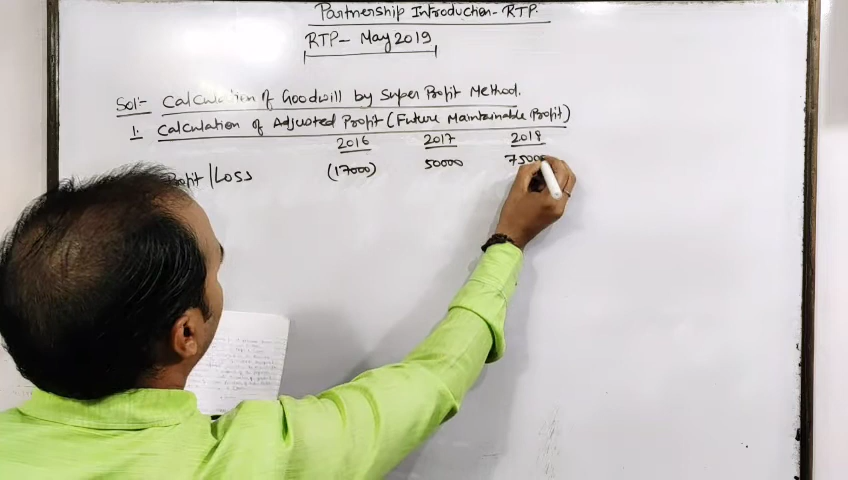 Partnership Introduction- RTP.
RTP- May 2019
Sol:- Calculation of Goodwill by Super Profit Method.
1. Calculation of Adjusted Profit (Future Maintainable Profit)
2016 2017 2018
Profit/Loss (17000) 50000 75000